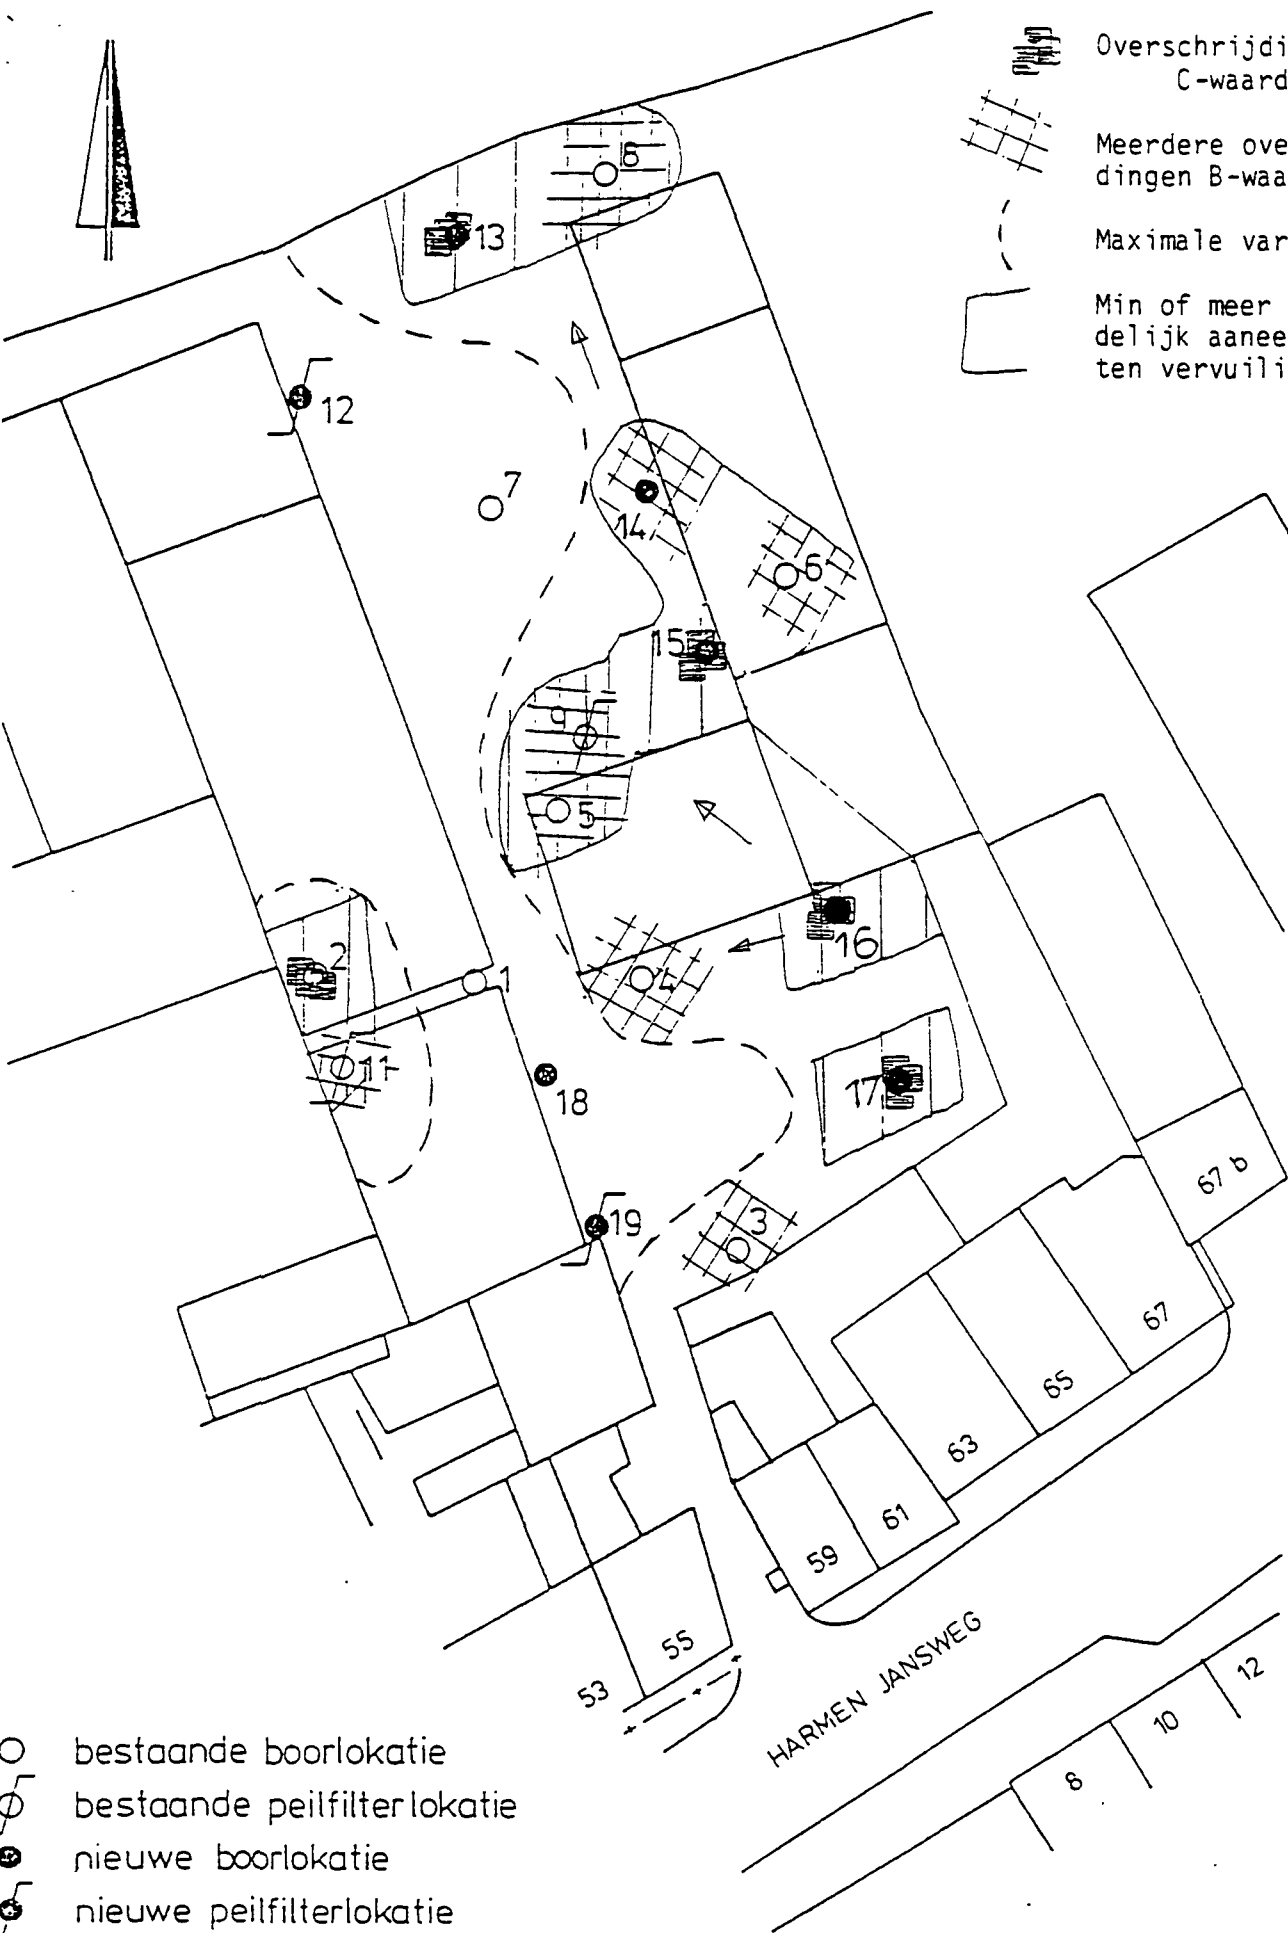 Overschrijdi
C-waard
Meerdere ove
dingen B-waa
Maximale var
Min of meer
delijk aanee
ten vervuili
8
13
12
7
14
6
15
9
5
16
2
1
4
11
17
18
19
3
67 b
67
65
63
61
59
55
53
HARMEN JANSWEG
12
10
8
bestaande boorlokatie
bestaande peilfilterlokatie
nieuwe boorlokatie
nieuwe peilfilterlokatie